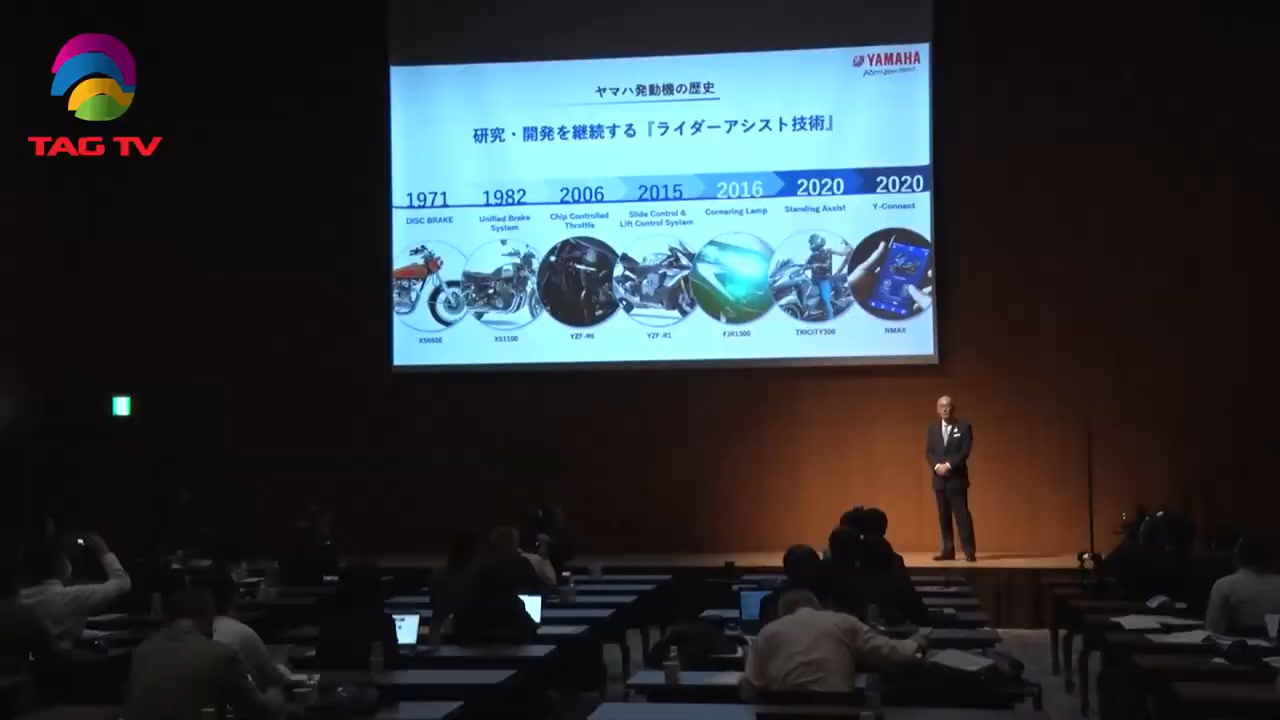 TAG TV
YAMAHA
ヤマハ発動機の歴史
研究・開発を継続する『ライダーアシスト技術』
1971 1982 2006 2015 2016 2020 2020
DISC BRAKE
Unified Brake System
Chip Controlled Throttle
Slide Control & Lift Control System
Cornering Lamp
Standing Assist
Y-Connect
XS650E XS1100 YZF-R6 YZF-R1 FJR1300 TRICITY300 NMAX